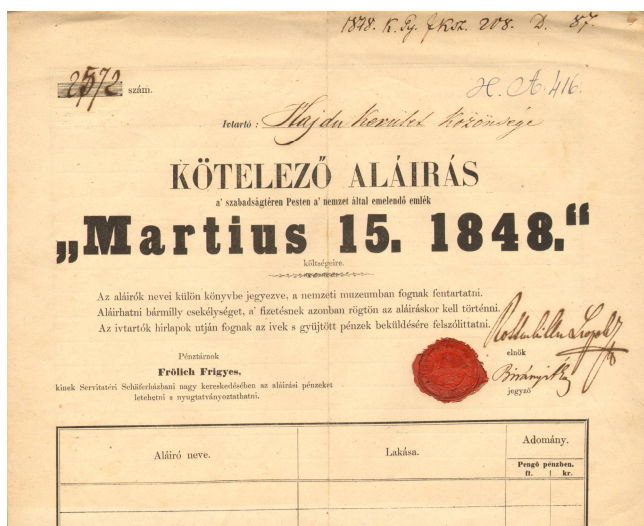 1848. K. Gy. fksz. 208. D. 87.
2572 szám.
H. A. 416.
Ivtartó : Hajdu Kerület Közönsége
KÖTELEZŐ ALÁIRÁS
a' szabadságtéren Pesten a' nemzet által emelendő emlék
„Martius 15. 1848.“
költségeire.
Az aláirók nevei külön könyvbe jegyezve, a nemzeti muzeumban fognak fentartatni.
Aláirhatni bármilly csekélységet, a' fizetésnek azonban rögtön az aláiráskor kell történni.
Az ivtartók hirlapok utján fognak az ivek s gyüjtött pénzek beküldésére felszólittatni.
Rottenbiller Leopold
elnök
Pénztárnok
Frölich Frigyes,
kinek Servitatéri Schäferházbani nagy kereskedésében az aláirási pénzeket
letehetni s nyugtatványoztathatni.
jegyző
Aláiró neve.
Lakása.
Adomány.
Pengő pénzben.
ft. kr.